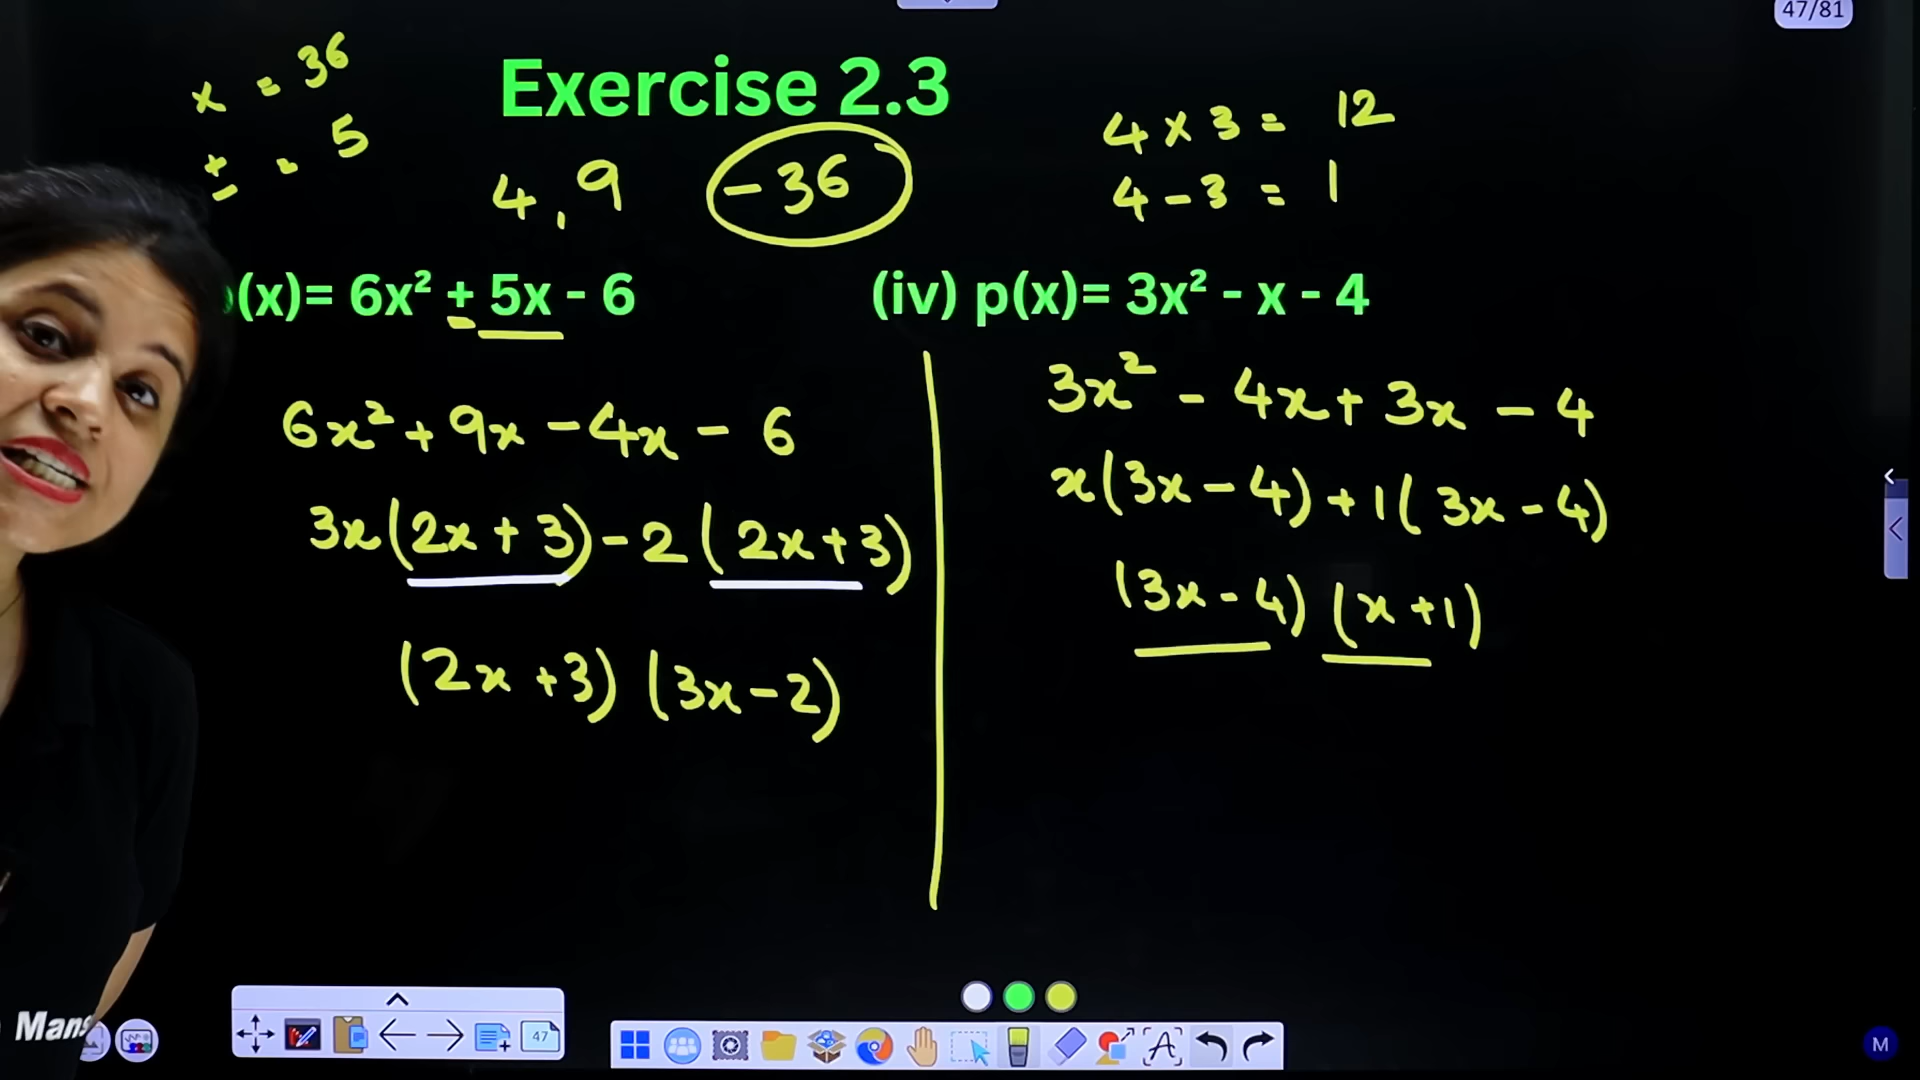 47/81
Exercise 2.3
x = 36
± = 5
4, 9
-36
4 x 3 = 12
4 - 3 = 1
(x)= 6x² + 5x - 6
6x² + 9x - 4x - 6
3x(2x + 3) - 2(2x+3)
(2x +3) (3x-2)
(iv) p(x)= 3x² - x - 4
3x² - 4x + 3x - 4
x(3x - 4) + 1(3x - 4)
(3x - 4) (x + 1)
47
A
M